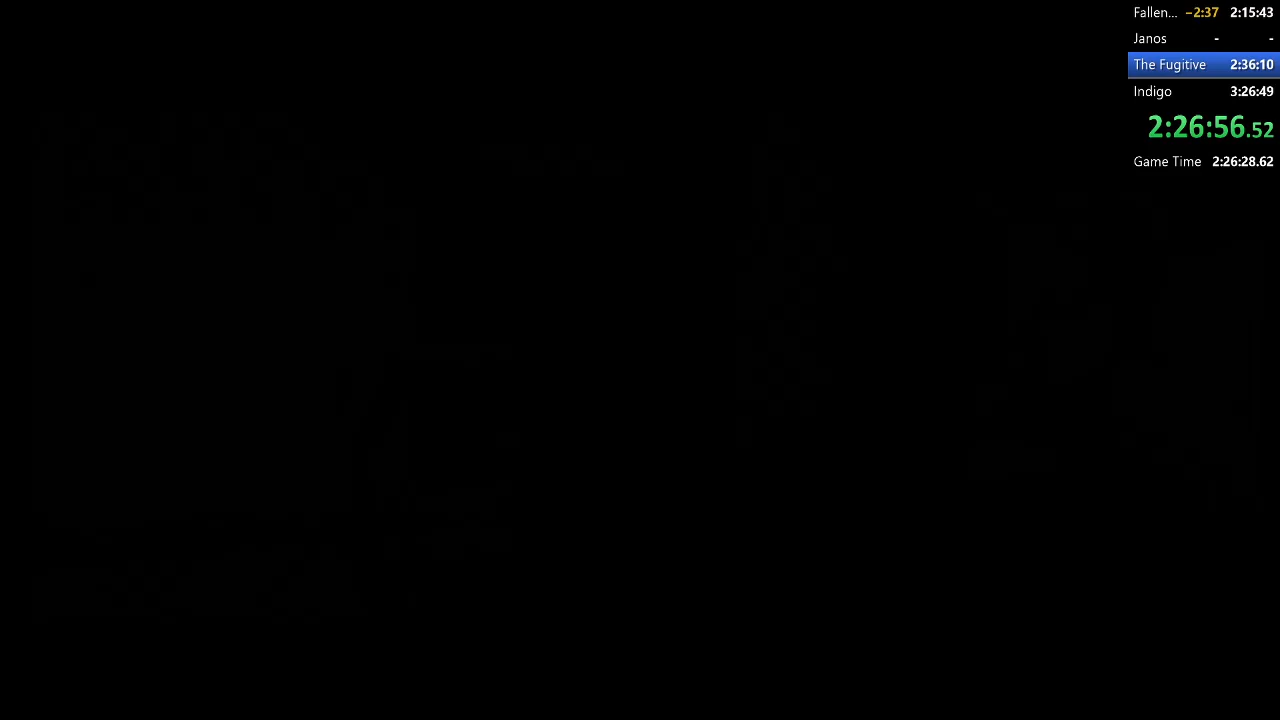 Fallen... −2:37 2:15:43
Janos - -
The Fugitive 2:36:10
Indigo 3:26:49
2:26:56.52
Game Time 2:26:28.62